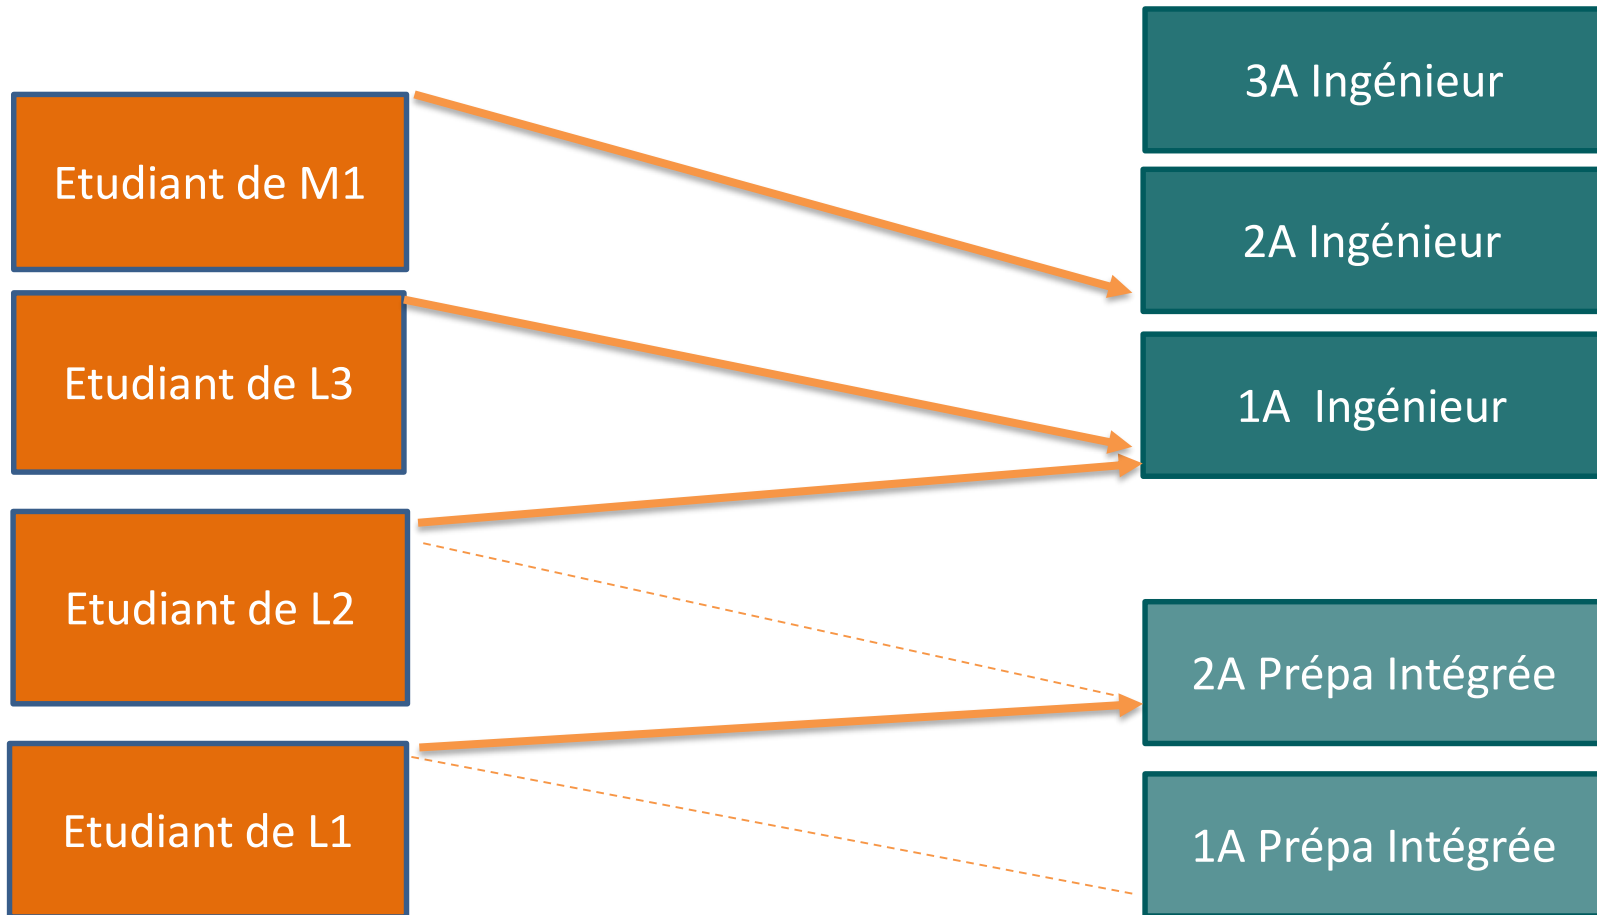 Etudiant de M1
Etudiant de L3
Etudiant de L2
Etudiant de L1
3A Ingénieur
2A Ingénieur
1A  Ingénieur
2A Prépa Intégrée
1A Prépa Intégrée